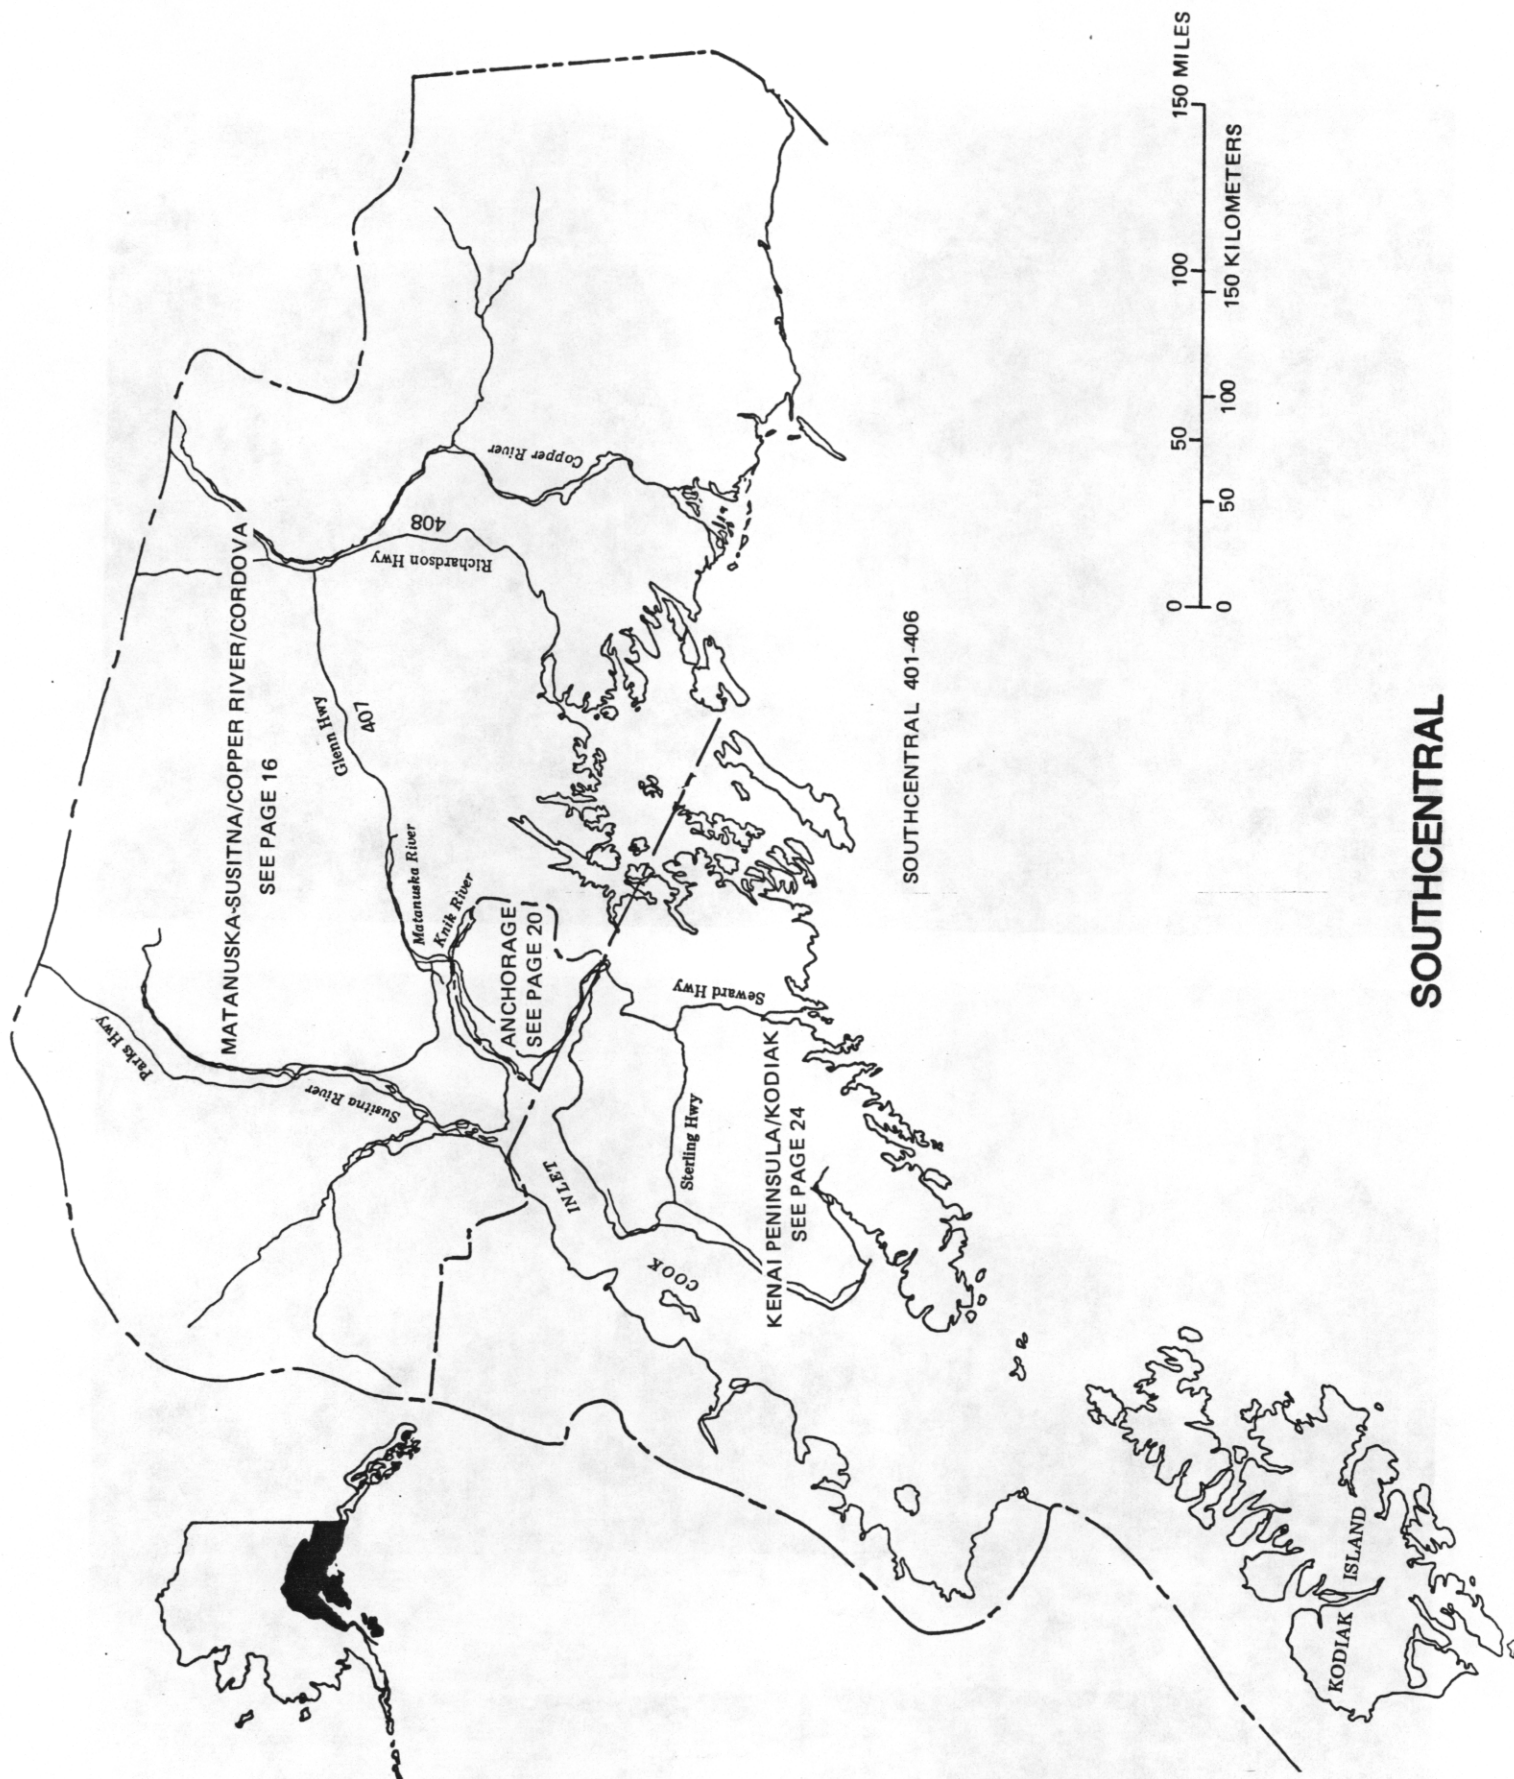 MATANUSKA-SUSITNA/COPPER RIVER/CORDOVA
SEE PAGE 16
Parks Hwy
Susitna River
Glenn Hwy
407
Matanuska River
Knik River
Richardson Hwy
408
Copper River
ANCHORAGE
SEE PAGE 20
COOK
INLET
Sterling Hwy
Seward Hwy
KENAI PENINSULA/KODIAK
SEE PAGE 24
KODIAK ISLAND
SOUTHCENTRAL 401-406
0 50 100 150 MILES
0 50 100 150 KILOMETERS
SOUTHCENTRAL